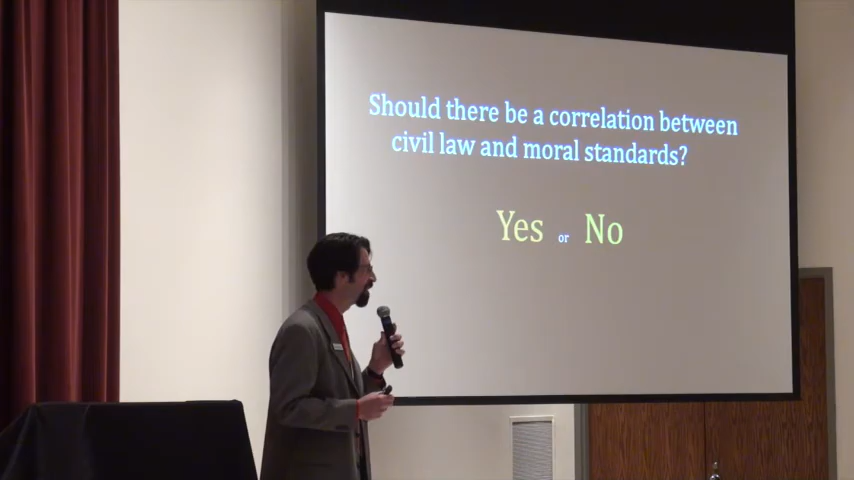 Should there be a correlation between
civil law and moral standards?
Yes or No